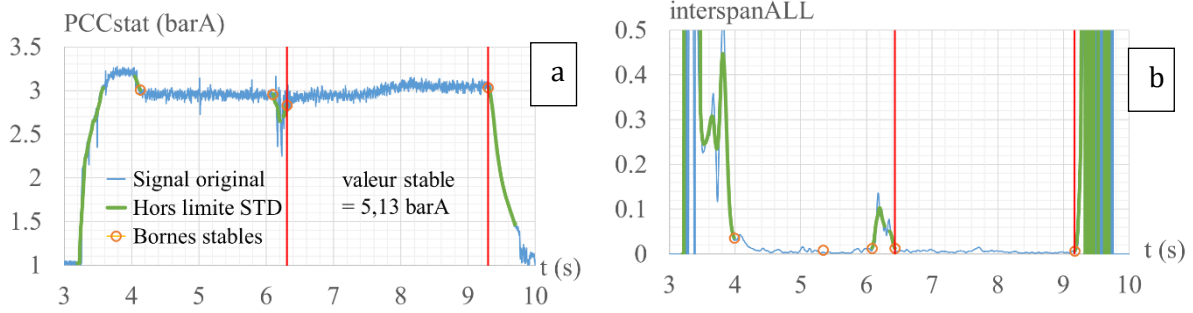 PCCstat (barA)
a
3.5
3
2.5
2
1.5
1
Signal original
Hors limite STD
Bornes stables
valeur stable
= 5,13 barA
t (s)
3 4 5 6 7 8 9 10
interspanALL
b
0.5
0.4
0.3
0.2
0.1
0
t (s)
3 4 5 6 7 8 9 10